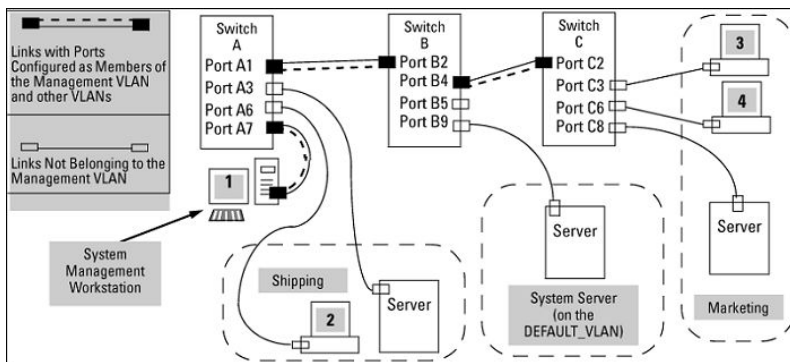 Links with Ports
Configured as Members of
the Management VLAN
and other VLANs
Links Not Belonging to the
Management VLAN
System
Management
Workstation
Switch
A
Port A1
Port A3
Port A6
Port A7
1
Switch
B
Port B2
Port B4
Port B5
Port B9
Switch
C
Port C2
Port C3
Port C6
Port C8
3
4
Shipping
2
Server
Server
System Server
(on the
DEFAULT_VLAN)
Server
Marketing